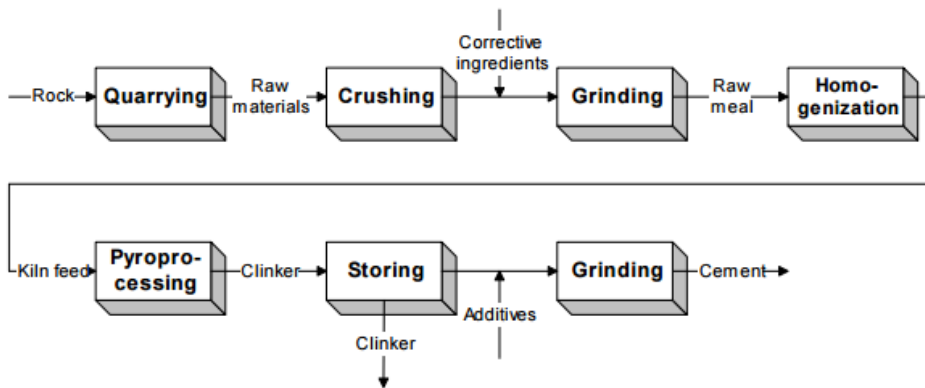 Corrective
ingredients
Rock
Quarrying
Raw
materials
Crushing
Grinding
Raw
meal
Homo-
genization
Kiln feed
Pyropro-
cessing
Clinker
Storing
Additives
Grinding
Cement
Clinker